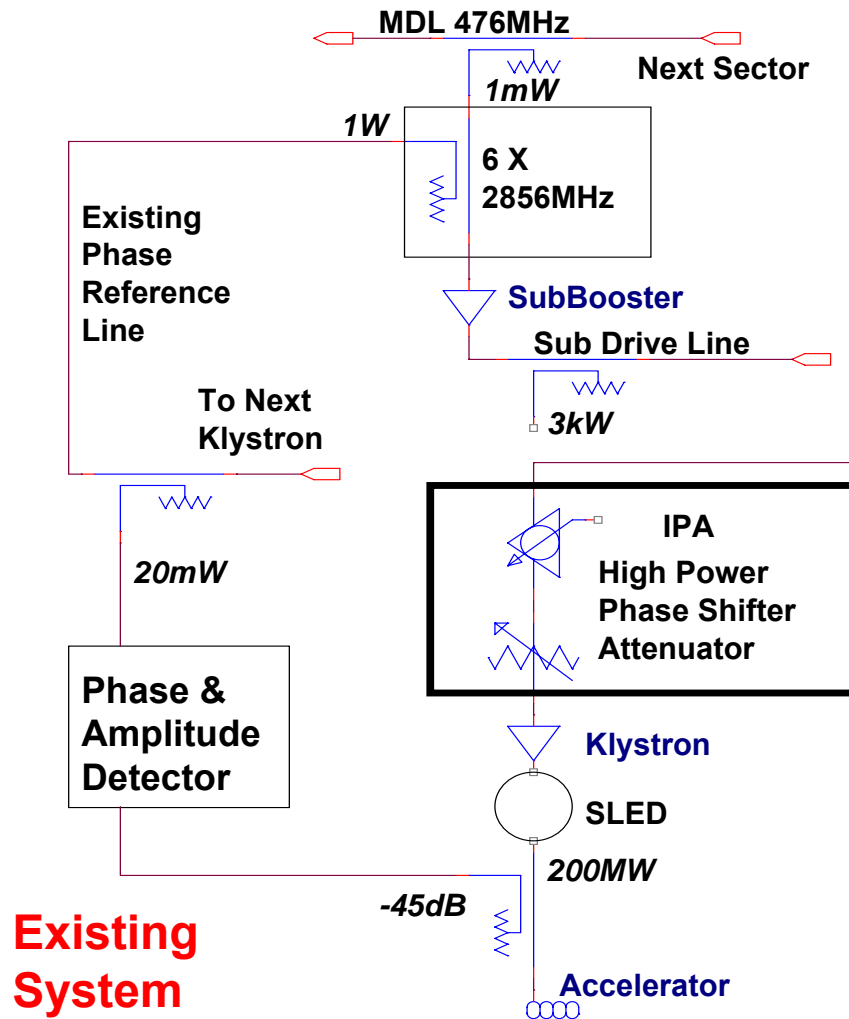 MDL 476MHz
Next Sector
1mW
1W
6 X
2856MHz
Existing
Phase
Reference
Line
SubBooster
Sub Drive Line
To Next
Klystron
3kW
20mW
IPA
High Power
Phase Shifter
Attenuator
Phase &
Amplitude
Detector
Klystron
SLED
200MW
-45dB
Existing
System
Accelerator